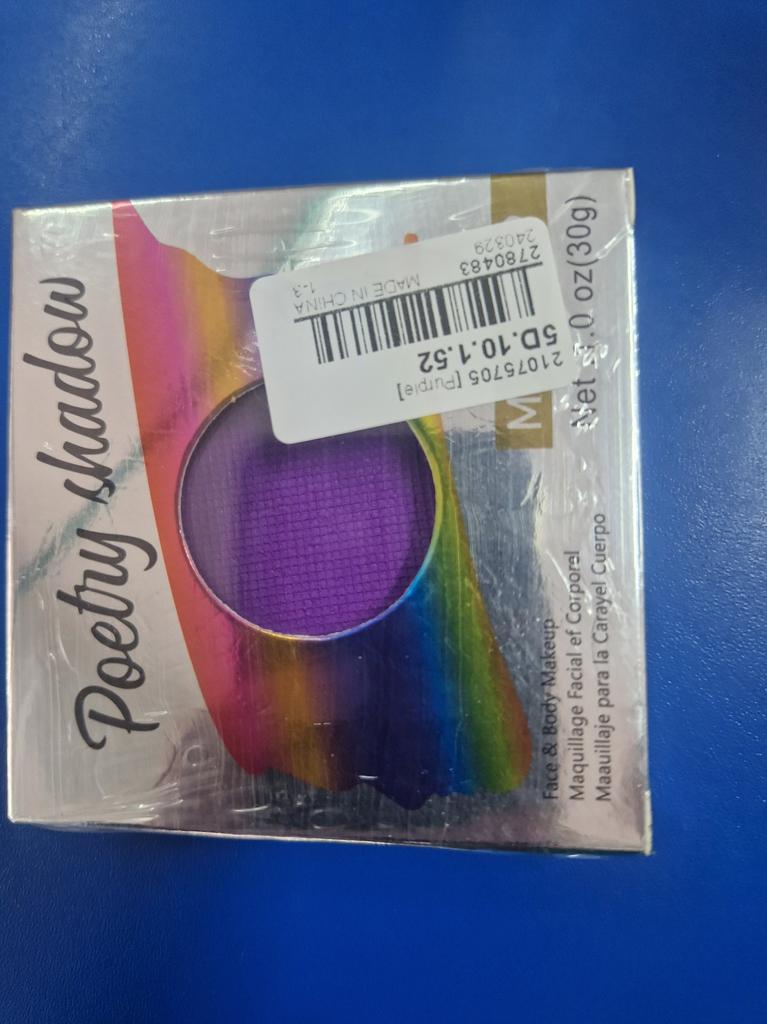 Poetry shadow
21075705 [Purple]
5D.10.1.52
MADE IN CHINA
1-3
2780483
240329
M
Net .0 oz(30g)
Face & Body Makeup
Maquillage Facial ef Corporel
Maauillaje para la Carayel Cuerpo